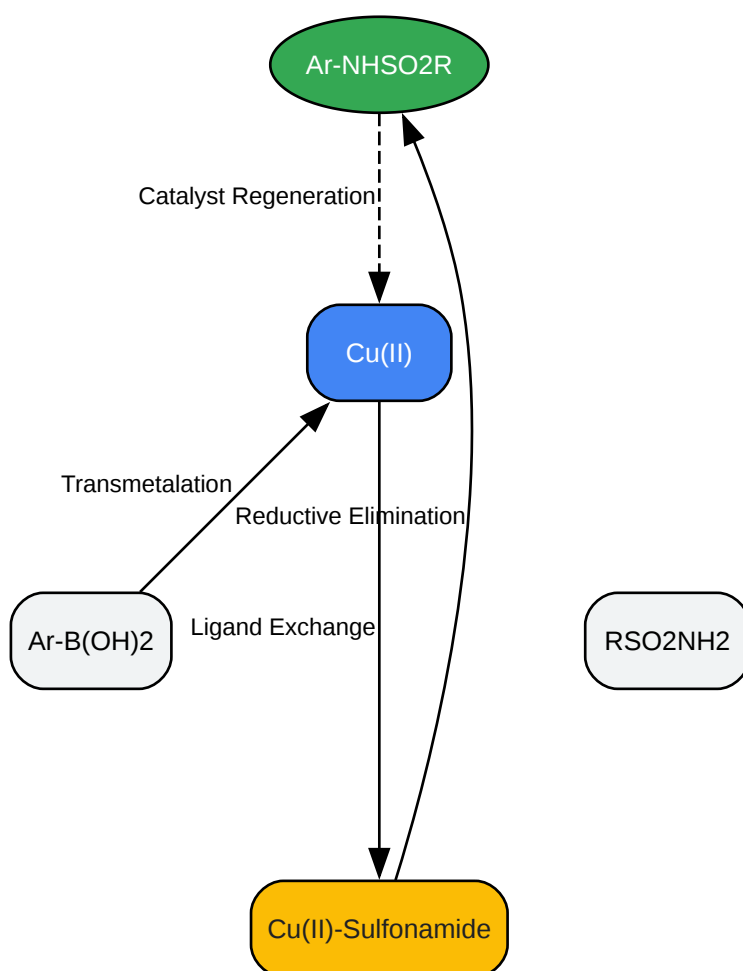 Ar-NHSO2R
Catalyst Regeneration
Cu(II)
Transmetalation
Reductive Elimination
Ligand Exchange
Ar-B(OH)2
RSO2NH2
Cu(II)-Sulfonamide